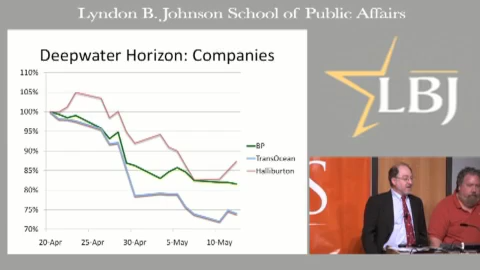 Lyndon B. Johnson School of Public Affairs
Deepwater Horizon: Companies
110%
105%
100%
95%
90%
85%
80%
75%
70%
20-Apr
25-Apr
30-Apr
5-May
10-May
BP
TransOcean
Halliburton
LBJ
S